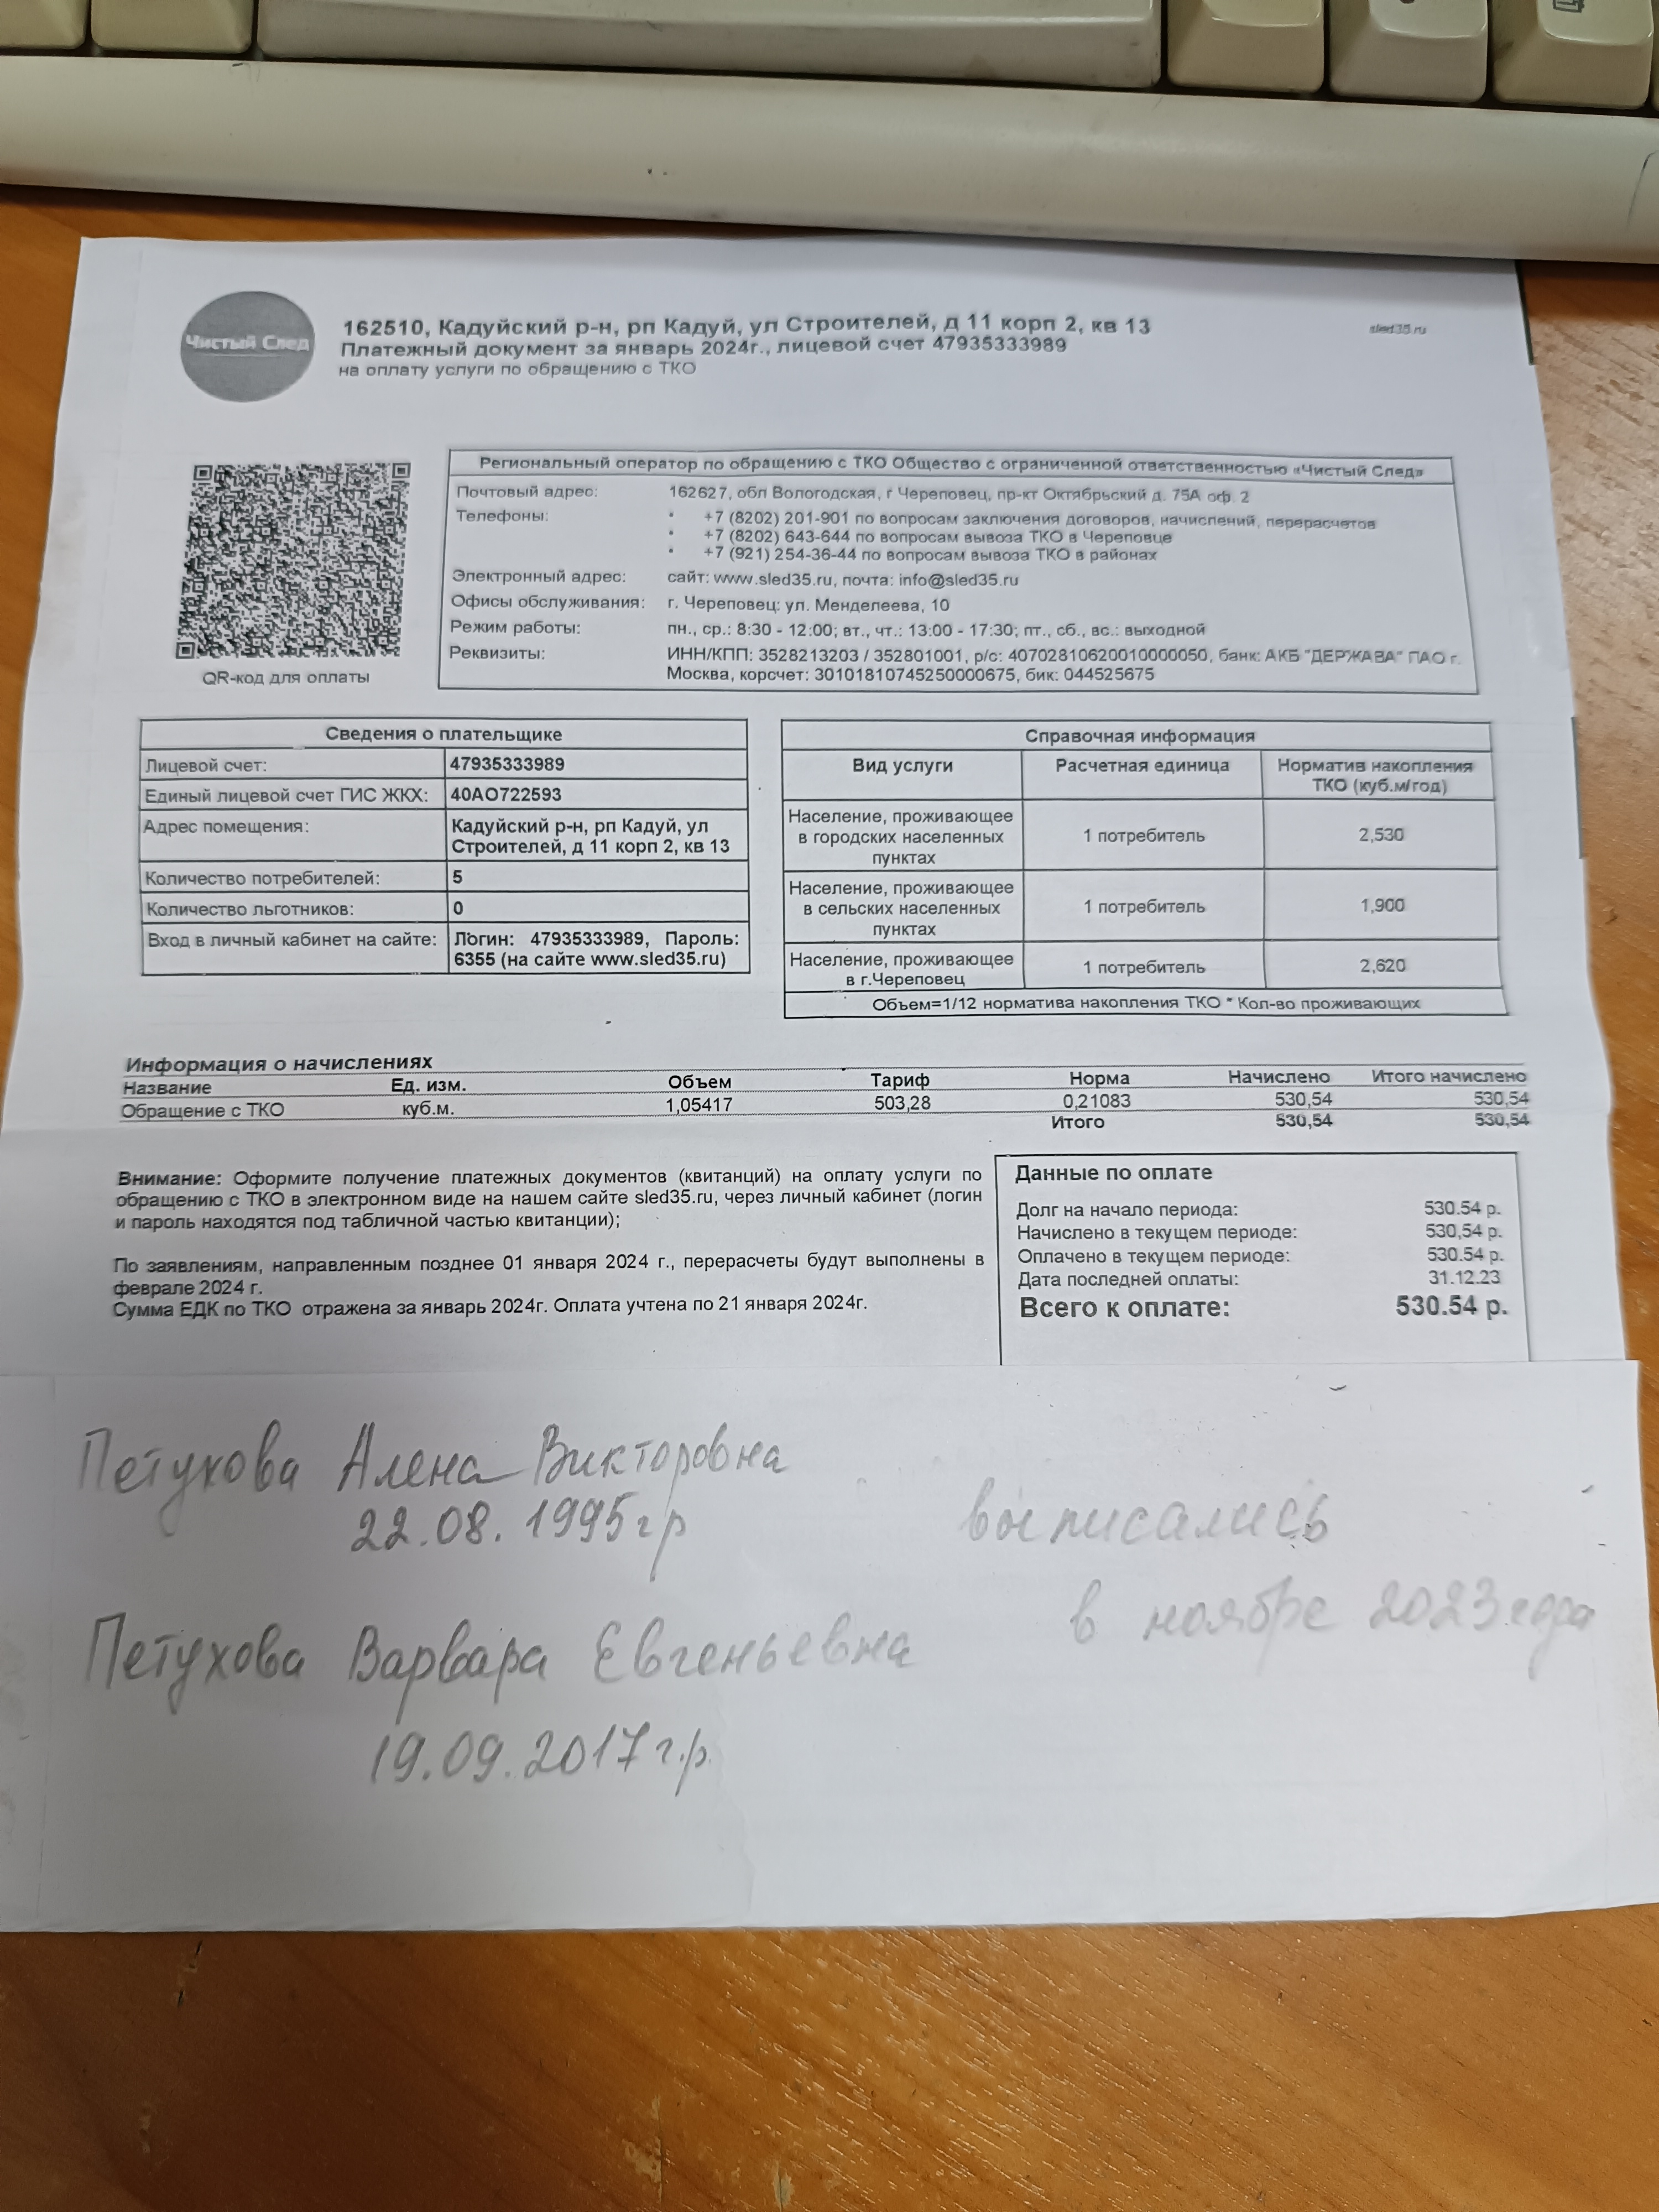 Чистый След
162510, Кадуйский р-н, рп Кадуй, ул Строителей, д 11 корп 2, кв 13
Платежный документ за январь 2024г., лицевой счет 47935333989
на оплату услуги по обращению с ТКО
sled35.ru
QR-код для оплаты
Региональный оператор по обращению с ТКО Общество с ограниченной ответственностью «Чистый След»
Почтовый адрес: 162627, обл Вологодская, г Череповец, пр-кт Октябрьский д. 75А оф. 2
Телефоны: • +7 (8202) 201-901 по вопросам заключения договоров, начислений, перерасчетов
• +7 (8202) 643-644 по вопросам вывоза ТКО в Череповце
• +7 (921) 254-36-44 по вопросам вывоза ТКО в районах
Электронный адрес: сайт: www.sled35.ru, почта: info@sled35.ru
Офисы обслуживания: г. Череповец: ул. Менделеева, 10
Режим работы: пн., ср.: 8:30 - 12:00; вт., чт.: 13:00 - 17:30; пт., сб., вс.: выходной
Реквизиты: ИНН/КПП: 3528213203 / 352801001, р/с: 40702810620010000050, банк: АКБ "ДЕРЖАВА" ПАО г.
Москва, корсчет: 30101810745250000675, бик: 044525675
Сведения о плательщике
Лицевой счет: 47935333989
Единый лицевой счет ГИС ЖКХ: 40АО722593
Адрес помещения: Кадуйский р-н, рп Кадуй, ул
Строителей, д 11 корп 2, кв 13
Количество потребителей: 5
Количество льготников: 0
Вход в личный кабинет на сайте: Логин: 47935333989, Пароль:
6355 (на сайте www.sled35.ru)
Справочная информация
Вид услуги Расчетная единица Норматив накопления
ТКО (куб.м/год)
Население, проживающее
в городских населенных 1 потребитель 2,530
пунктах
Население, проживающее
в сельских населенных 1 потребитель 1,900
пунктах
Население, проживающее 1 потребитель 2,620
в г.Череповец
Объем=1/12 норматива накопления ТКО * Кол-во проживающих
Информация о начислениях
Название Ед. изм. Объем Тариф Норма Начислено Итого начислено
Обращение с ТКО куб.м. 1,05417 503,28 0,21083 530,54 530,54
Итого 530,54 530,54
Внимание: Оформите получение платежных документов (квитанций) на оплату услуги по
обращению с ТКО в электронном виде на нашем сайте sled35.ru, через личный кабинет (логин
и пароль находятся под табличной частью квитанции);
По заявлениям, направленным позднее 01 января 2024 г., перерасчеты будут выполнены в
феврале 2024 г.
Сумма ЕДК по ТКО отражена за январь 2024г. Оплата учтена по 21 января 2024г.
Данные по оплате
Долг на начало периода: 530.54 р.
Начислено в текущем периоде: 530,54 р.
Оплачено в текущем периоде: 530.54 р.
Дата последней оплаты: 31.12.23
Всего к оплате: 530.54 р.
Петухова Алена Викторовна
22.08.1995гр
выписались
в ноябре 2023 года
Петухова Варвара Евгеньевна
19.09.2017 г.р.